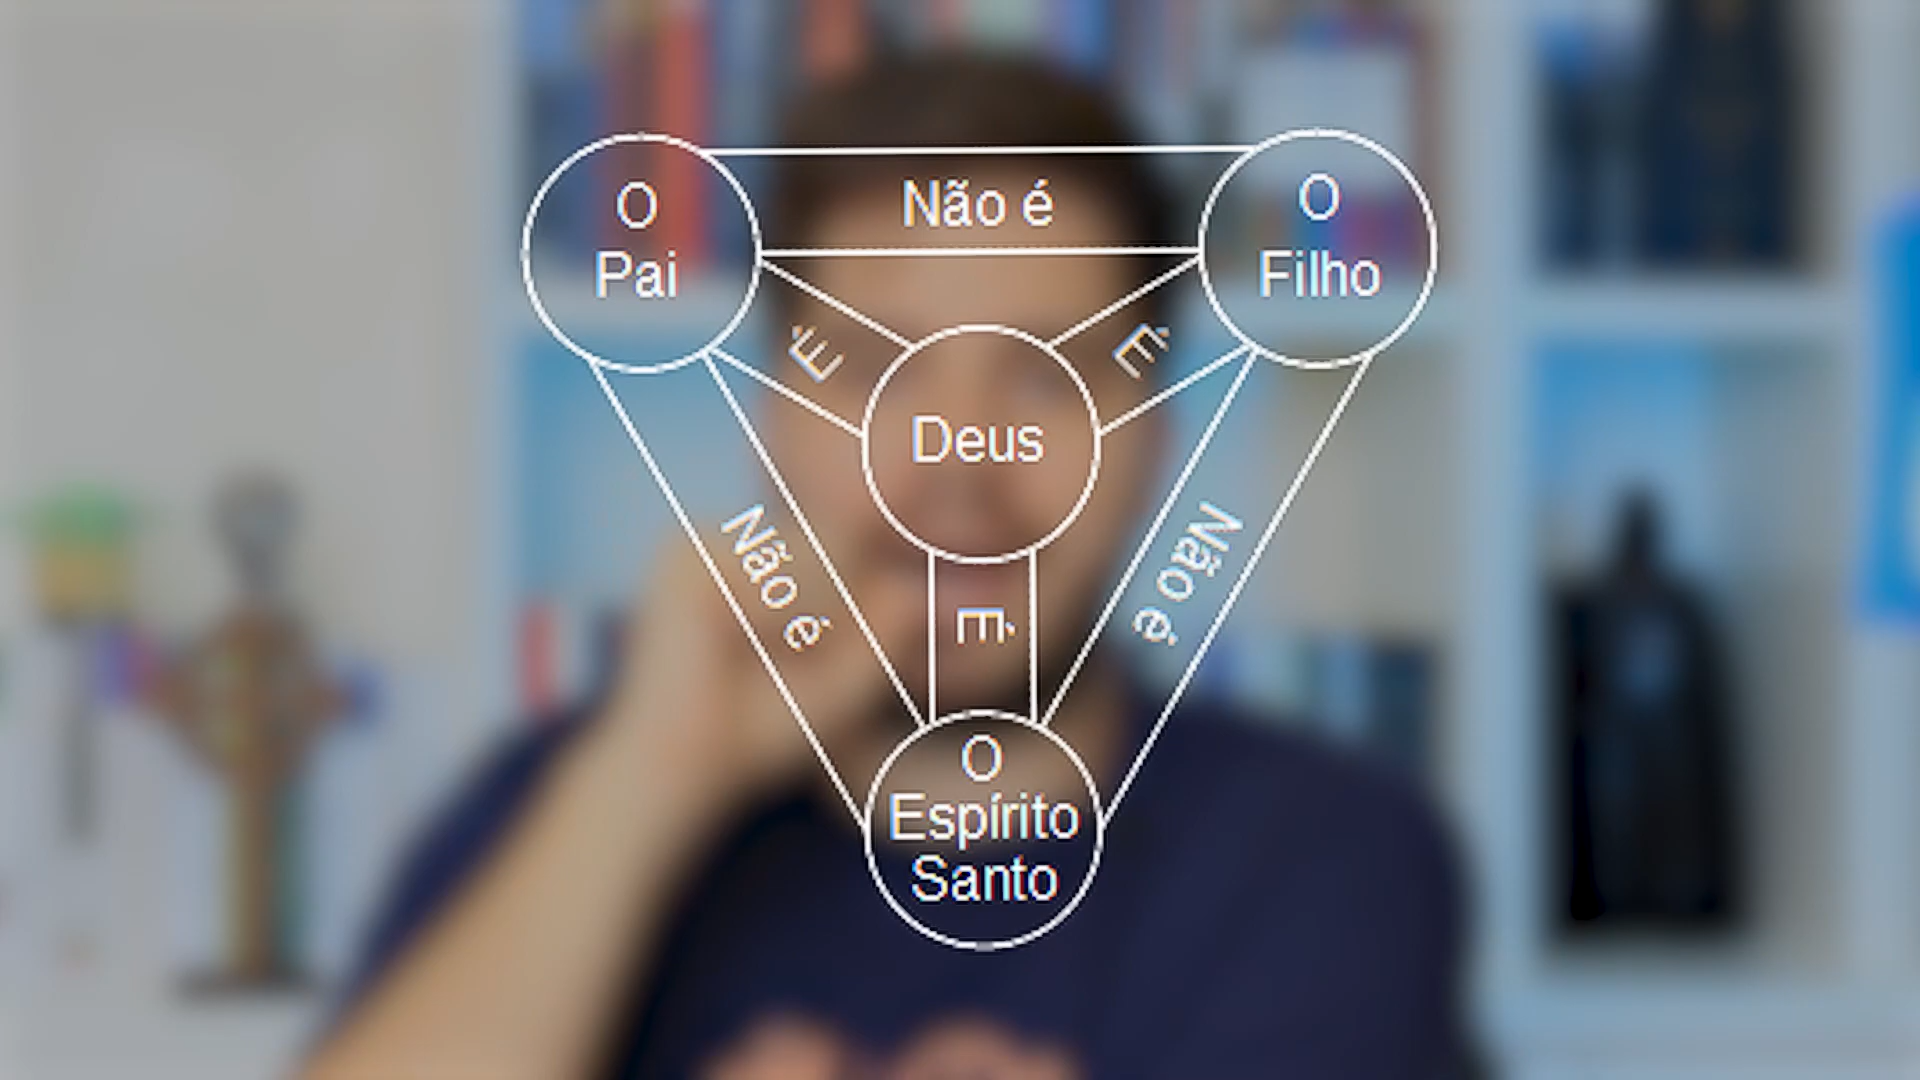 O
Pai
Não é
O
Filho
É
É
Deus
Não é
É
Não é
O
Espírito
Santo